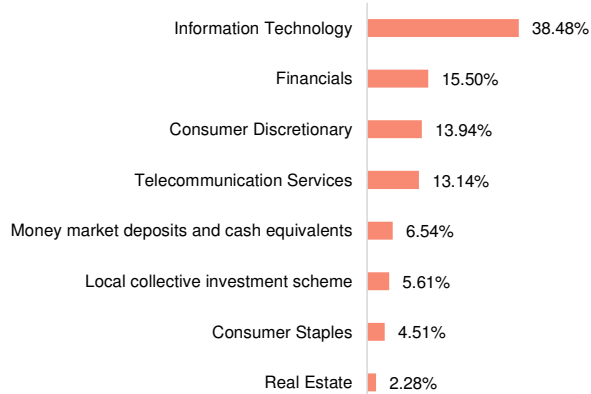 Information Technology 38.48%
Financials 15.50%
Consumer Discretionary 13.94%
Telecommunication Services 13.14%
Money market deposits and cash equivalents 6.54%
Local collective investment scheme 5.61%
Consumer Staples 4.51%
Real Estate 2.28%